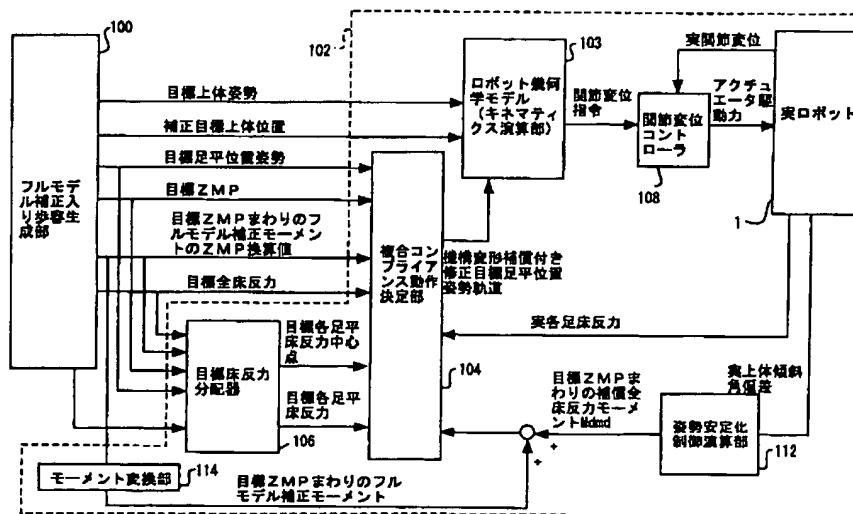 100
フルモデ
ル補正入
り歩容生
成部
102
目標上体姿勢
補正目標上体位置
目標足平位置姿勢
目標ZMP
目標ZMPまわりのフ
ルモデル補正モーメン
トのZMP換算値
目標全床反力
103
ロボット幾何
学モデル
(キネマティ
クス演算部)
関節変位
指令
実関節変位
関節変位
コント
ローラ
108
アクチュ
エータ駆
動力
実ロボット
1
複合コン
プライア
ンス動作
決定部
104
機構変形補償付き
修正目標足平位置
姿勢軌道
実各足床反力
目標床反力
分配器
106
目標各足平
床反力中心
点
目標各足平
床反力
目標ZMPま
わりの補償全
床反力モーメ
ントMdmd
実上体傾斜
角偏差
姿勢安定化
制御演算部
112
+
+
モーメント変換部
114
目標ZMPまわりのフル
モデル補正モーメント